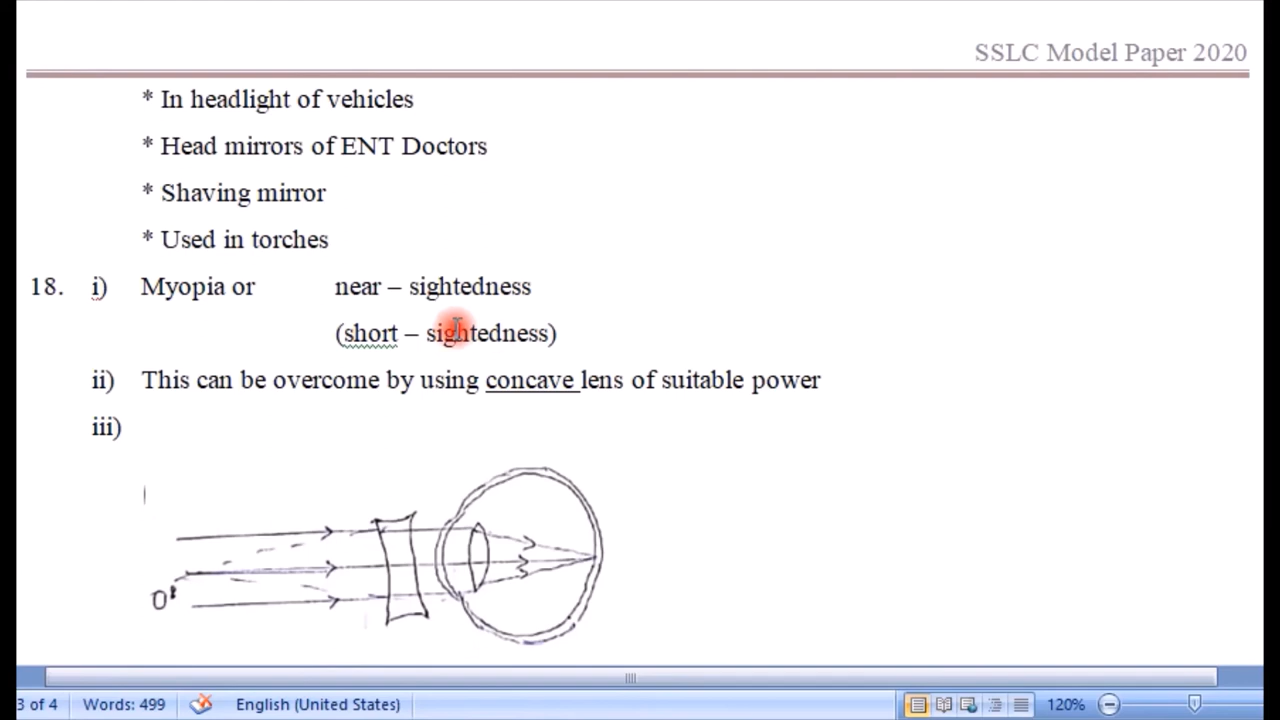 SSLC Model Paper 2020
* In headlight of vehicles
* Head mirrors of ENT Doctors
* Shaving mirror
* Used in torches
18. i) Myopia or near – sightedness
(short – sightedness)
ii) This can be overcome by using concave lens of suitable power
iii)
O'
3 of 4 Words: 499 English (United States) 120%